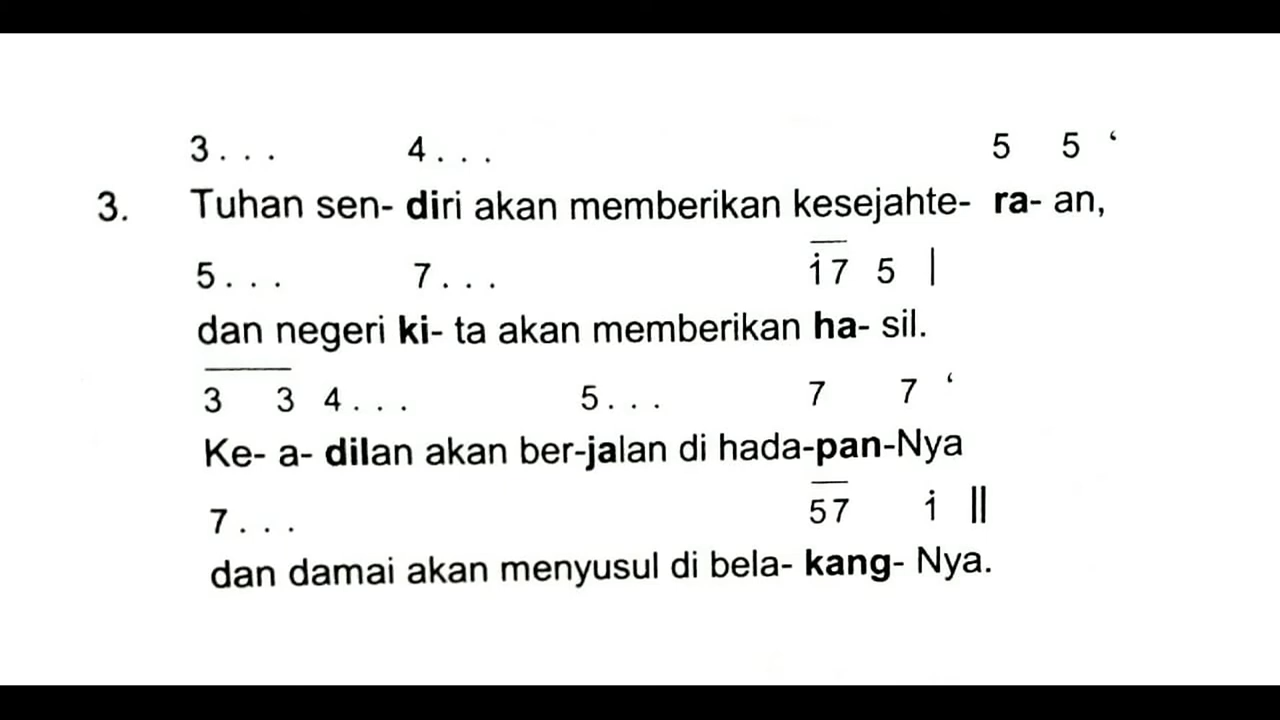 3 . . . 4 . . . 5 5 ‘
3. Tuhan sen- diri akan memberikan kesejahte- ra- an,
5 . . . 7 . . . i̇7 5 |
dan negeri ki- ta akan memberikan ha- sil.
3 3 4 . . . 5 . . . 7 7 ‘
Ke- a- dilan akan ber-jalan di hada-pan-Nya
7 . . . 57 i̇ ||
dan damai akan menyusul di bela- kang- Nya.